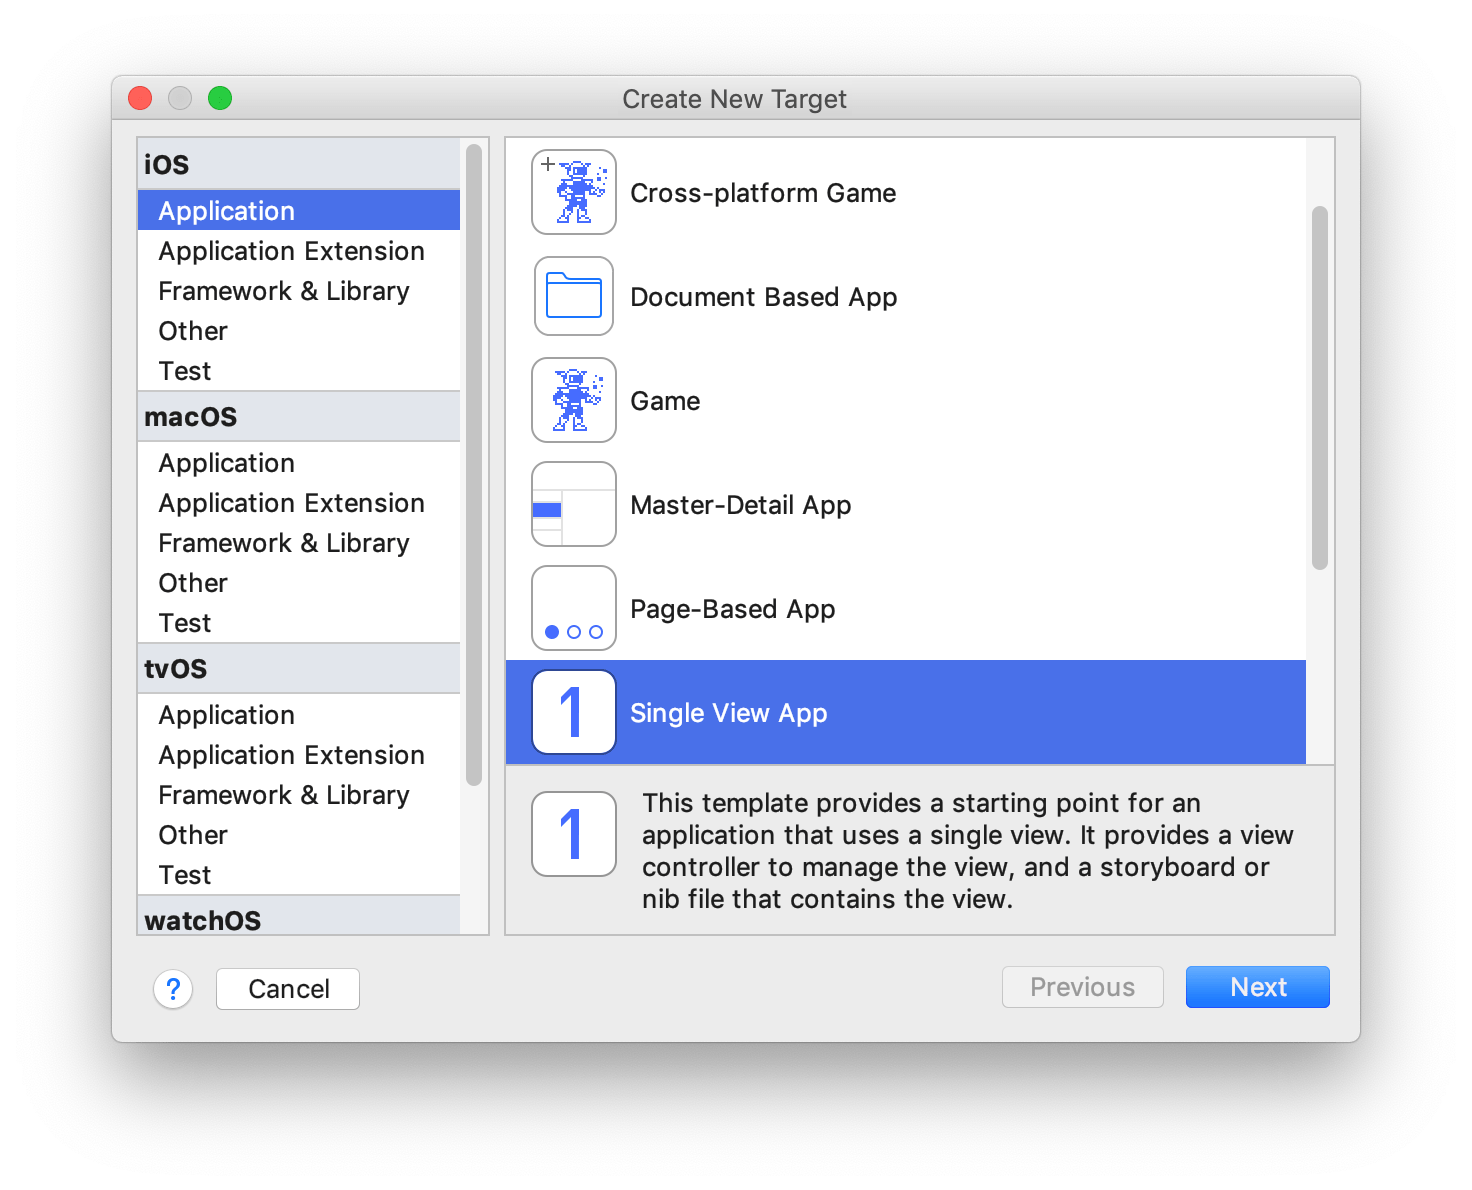 Create New Target
iOS
Application
Application Extension
Framework & Library
Other
Test
macOS
Application
Application Extension
Framework & Library
Other
Test
tvOS
Application
Application Extension
Framework & Library
Other
Test
watchOS
Cross-platform Game
Document Based App
Game
Master-Detail App
Page-Based App
1
Single View App
1
This template provides a starting point for an
application that uses a single view. It provides a view
controller to manage the view, and a storyboard or
nib file that contains the view.
?
Cancel
Previous
Next